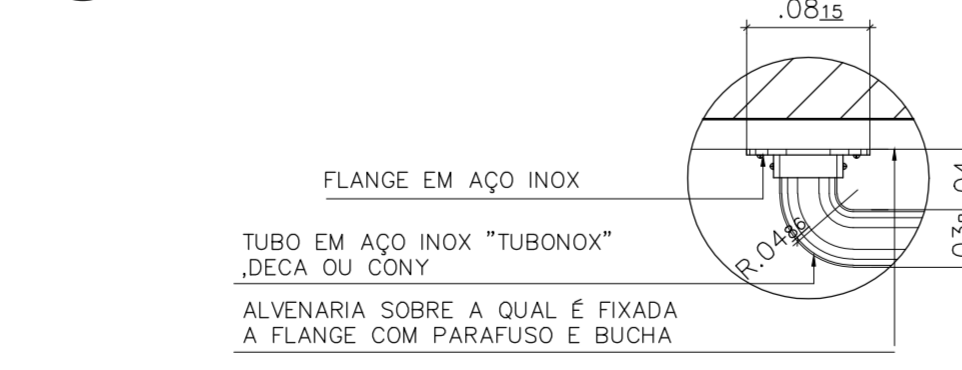 .0815
FLANGE EM AÇO INOX
TUBO EM AÇO INOX "TUBONOX"
,DECA OU CONY
ALVENARIA SOBRE A QUAL É FIXADA
A FLANGE COM PARAFUSO E BUCHA
R.0486